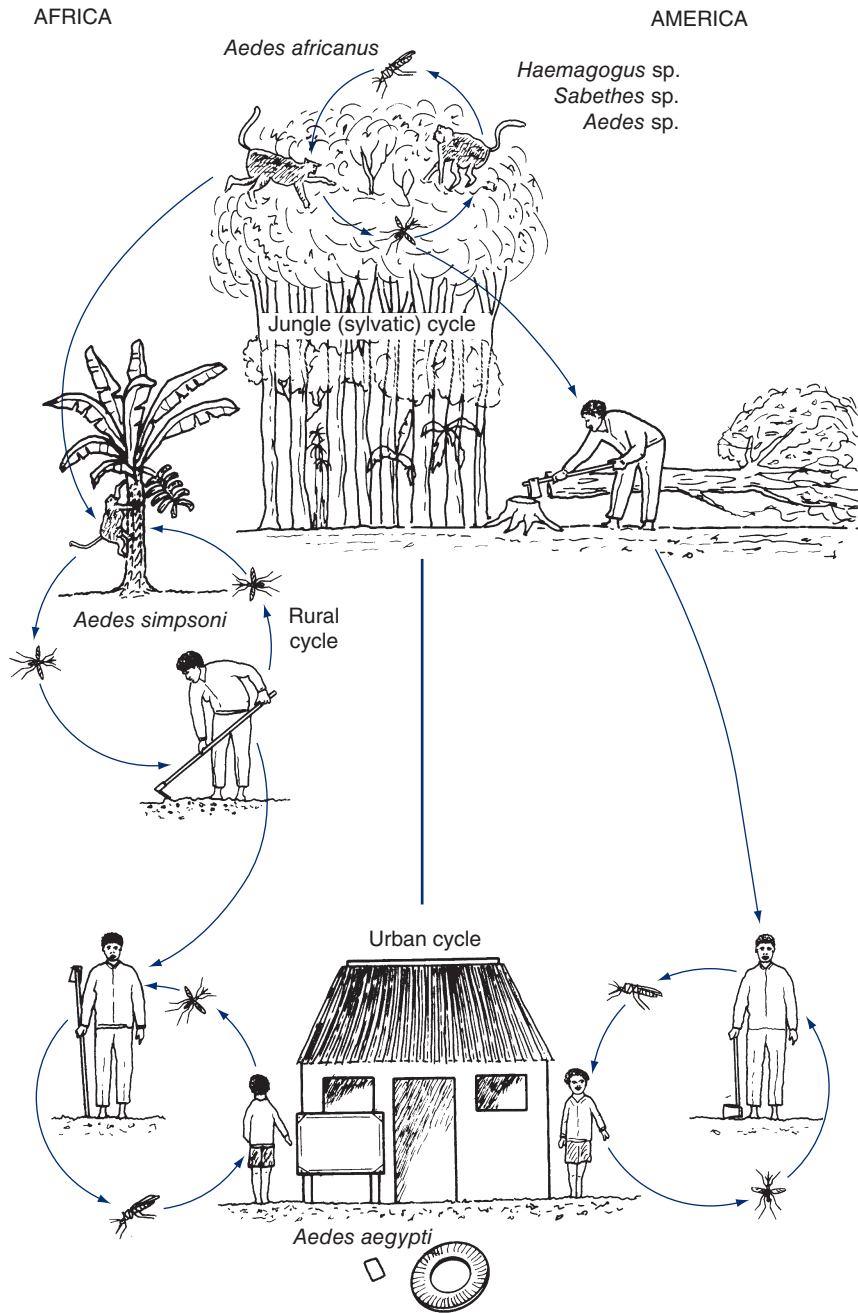 AFRICA
AMERICA
Aedes africanus
Haemagogus sp.
Sabethes sp.
Aedes sp.
Jungle (sylvatic) cycle
Aedes simpsoni
Rural
cycle
Urban cycle
Aedes aegypti